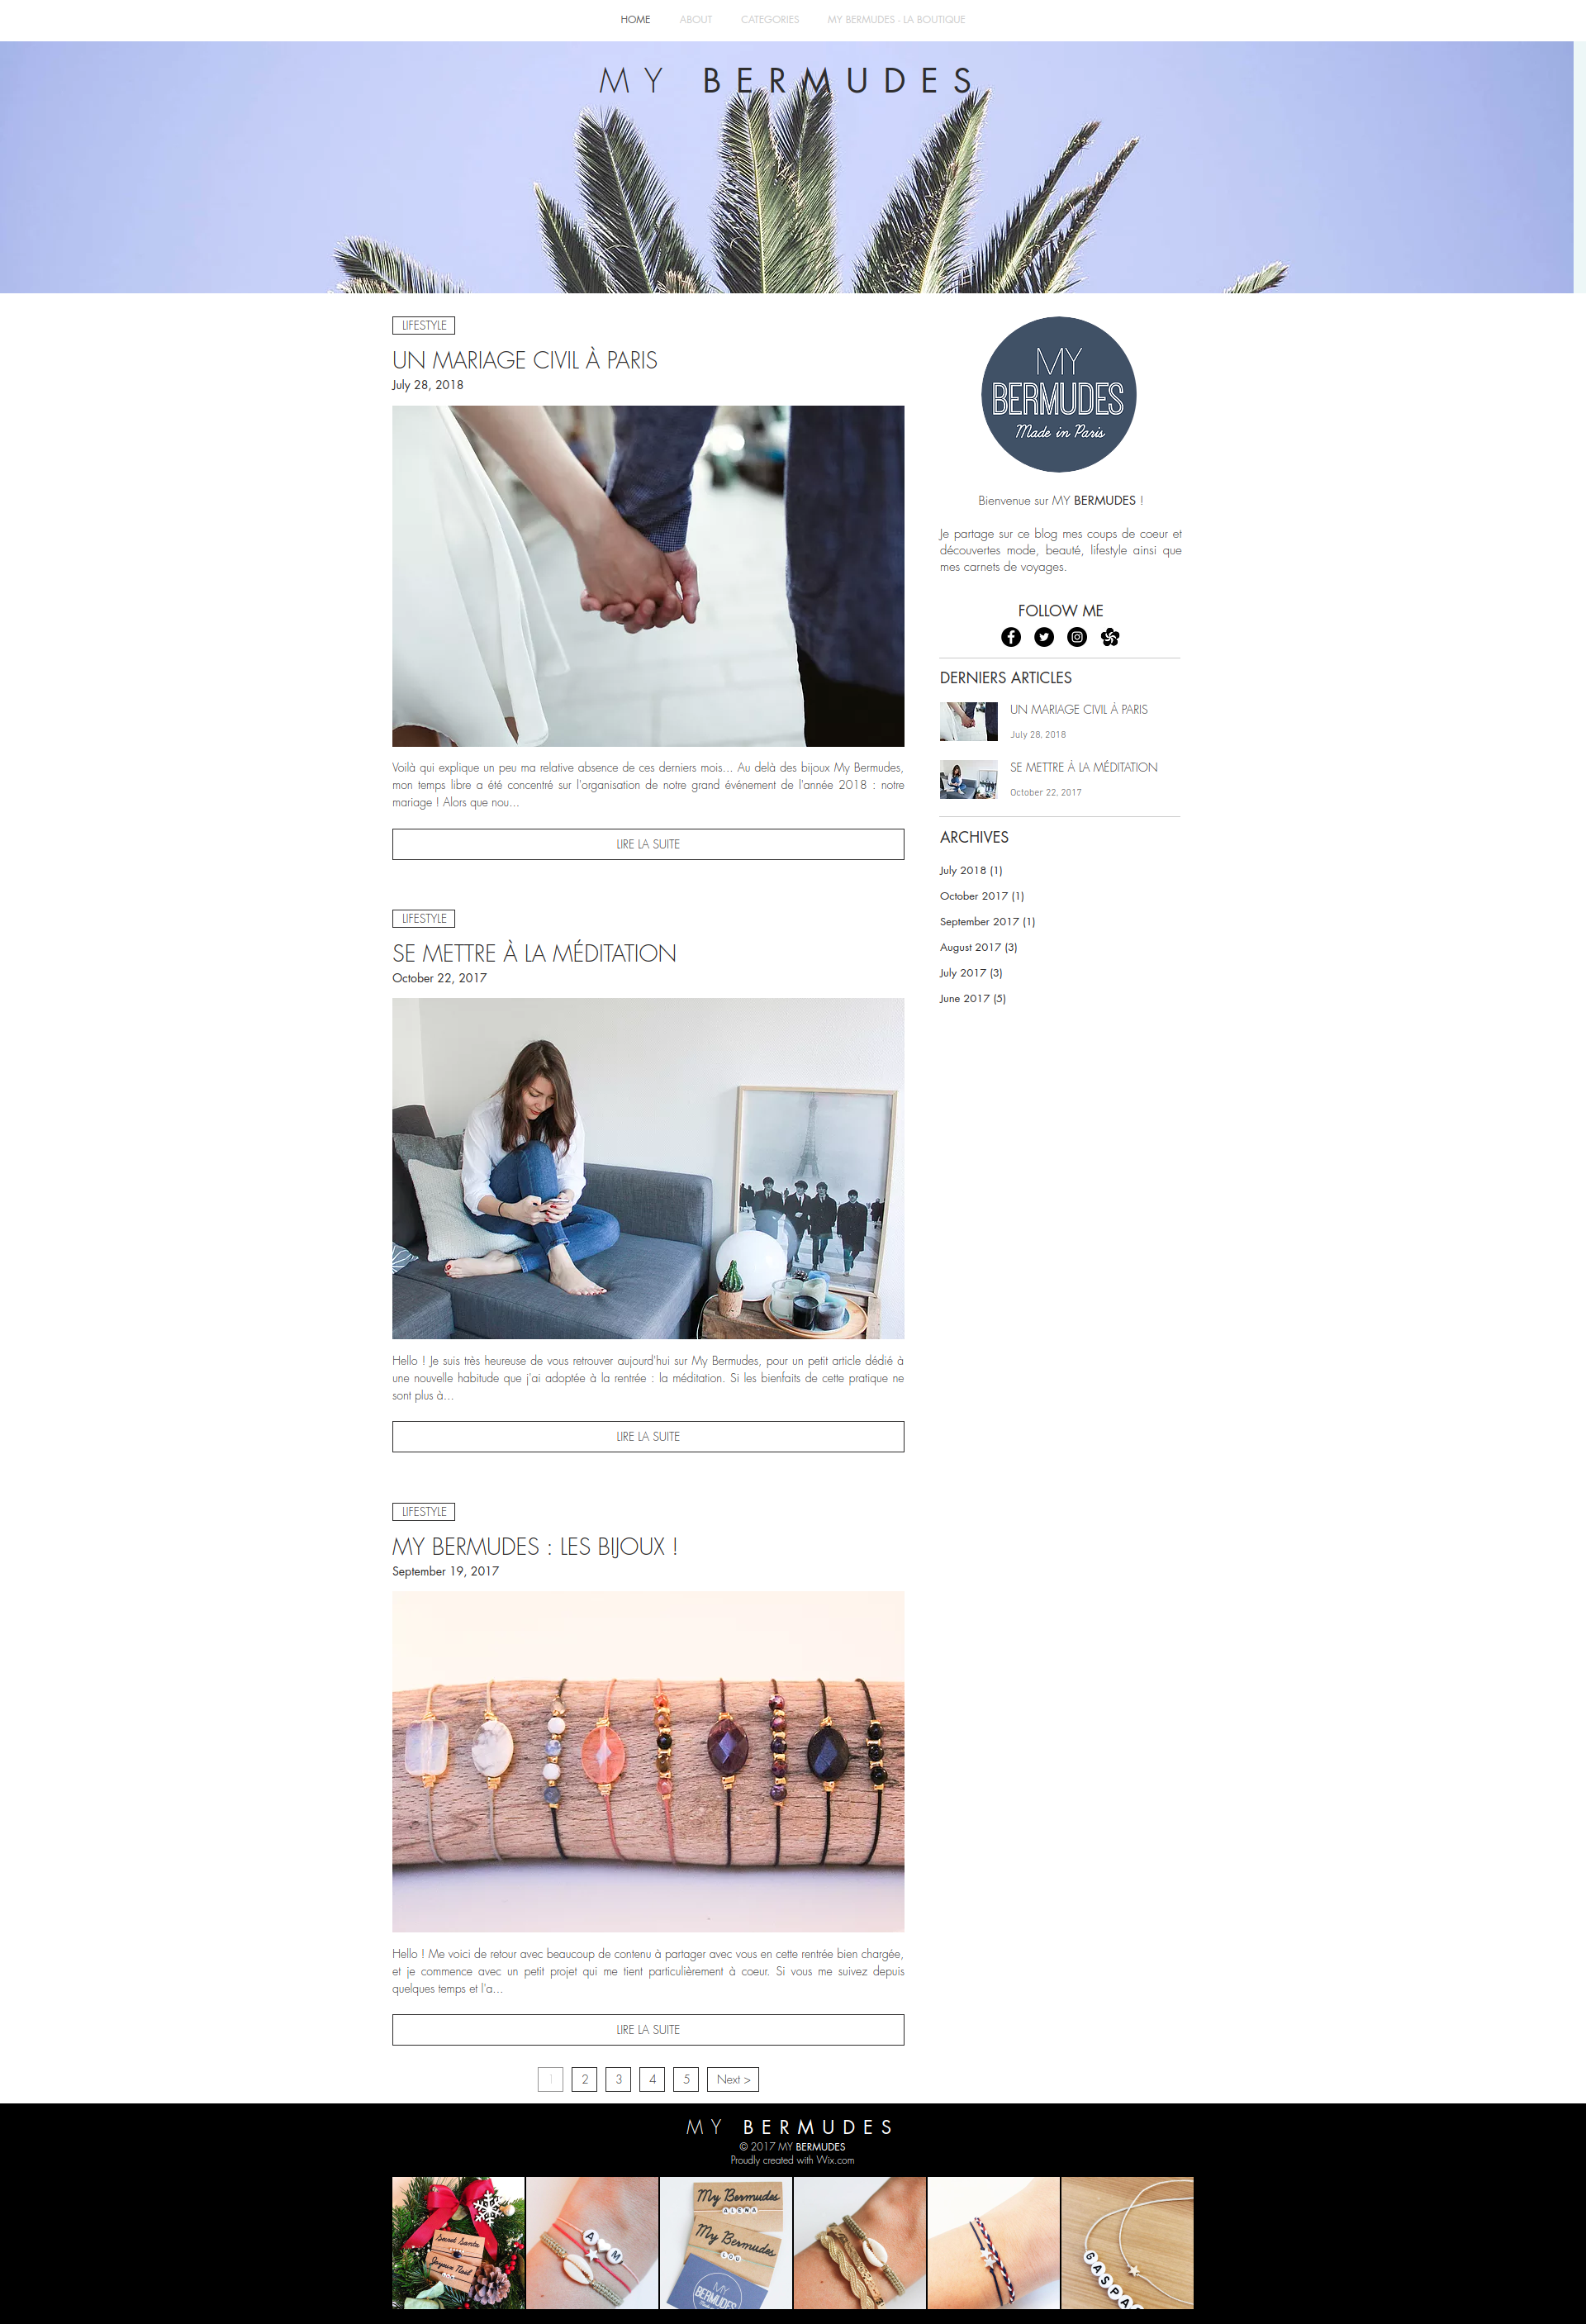 HOME ABOUT CATEGORIES MY BERMUDES - LA BOUTIQUE
MY BERMUDES
LIFESTYLE
UN MARIAGE CIVIL À PARIS
July 28, 2018
Voilà qui explique un peu ma relative absence de ces derniers mois... Au delà des bijoux My Bermudes,
mon temps libre a été concentré sur l'organisation de notre grand événement de l'année 2018 : notre
mariage ! Alors que nou...
LIRE LA SUITE
LIFESTYLE
SE METTRE À LA MÉDITATION
October 22, 2017
Hello ! Je suis très heureuse de vous retrouver aujourd'hui sur My Bermudes, pour un petit article dédié à
une nouvelle habitude que j'ai adoptée à la rentrée : la méditation. Si les bienfaits de cette pratique ne
sont plus à...
LIRE LA SUITE
LIFESTYLE
MY BERMUDES : LES BIJOUX !
September 19, 2017
Hello ! Me voici de retour avec beaucoup de contenu à partager avec vous en cette rentrée bien chargée,
et je commence avec un petit projet qui me tient particulièrement à coeur. Si vous me suivez depuis
quelques temps et l'a...
LIRE LA SUITE
1 2 3 4 5 Next >
MY
BERMUDES
Made in Paris
Bienvenue sur MY BERMUDES !
Je partage sur ce blog mes coups de coeur et
découvertes mode, beauté, lifestyle ainsi que
mes carnets de voyages.
FOLLOW ME
DERNIERS ARTICLES
UN MARIAGE CIVIL À PARIS
July 28, 2018
SE METTRE À LA MÉDITATION
October 22, 2017
ARCHIVES
July 2018 (1)
October 2017 (1)
September 2017 (1)
August 2017 (3)
July 2017 (3)
June 2017 (5)
MY BERMUDES
© 2017 MY BERMUDES
Proudly created with Wix.com
Secret Santa
Joyeux Noël
A M
My Bermudes
ALENA
My Bermudes
LOU
MY
BERMUDES
GASPA